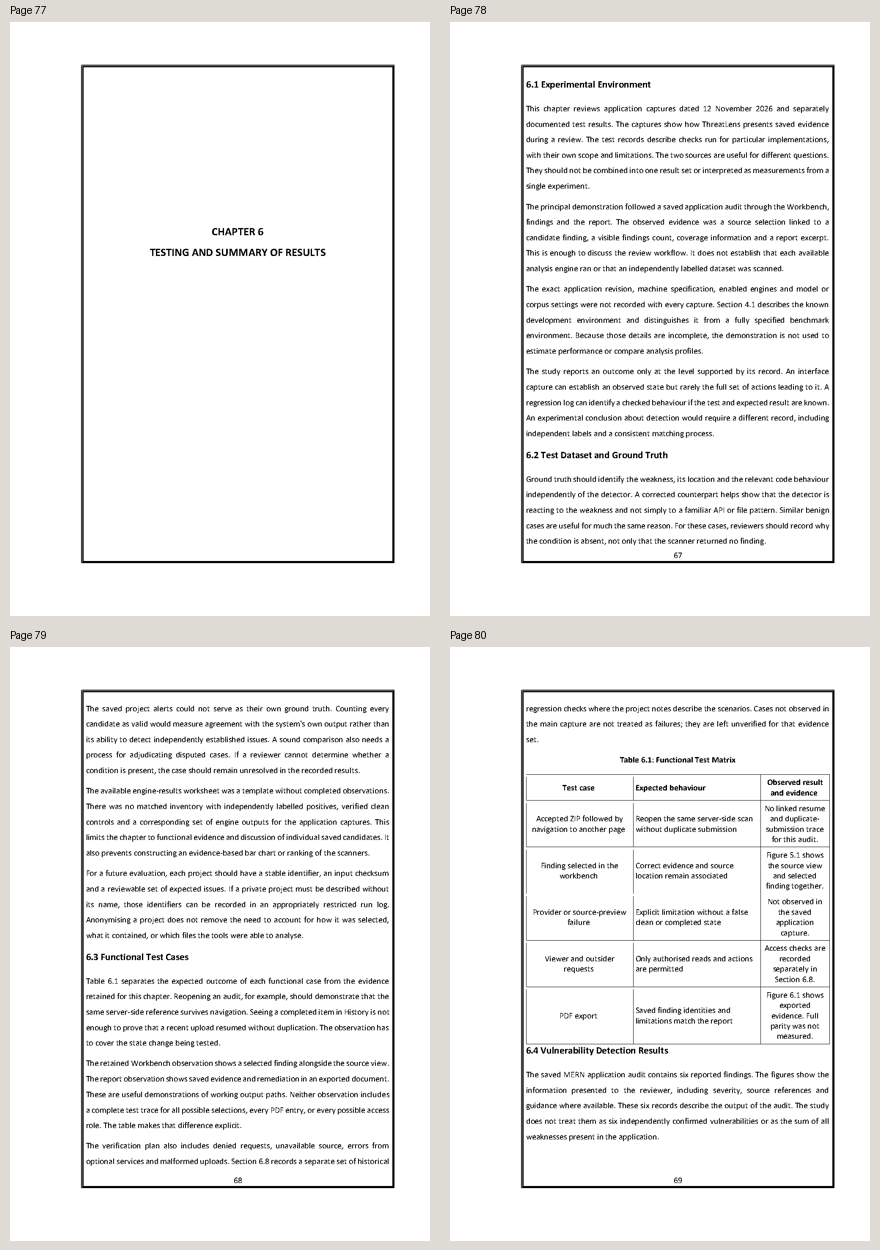 Page 77
CHAPTER 6
TESTING AND SUMMARY OF RESULTS
Page 78
6.1 Experimental Environment
This chapter reviews application captures dated 12 November 2026 and separately
documented test results. The captures show how ThreatLens presents saved evidence
during a review. The test records describe checks run for particular implementations,
with their own scope and limitations. The two sources are useful for different questions.
They should not be combined into one result set or interpreted as measurements from a
single experiment.
The principal demonstration followed a saved application audit through the Workbench,
findings and the report. The observed evidence was a source selection linked to a
candidate finding, a visible findings count, coverage information and a report excerpt.
This is enough to discuss the review workflow. It does not establish that each available
analysis engine ran or that an independently labelled dataset was scanned.
The exact application revision, machine specification, enabled engines and model or
corpus settings were not recorded with every capture. Section 4.1 describes the known
development environment and distinguishes it from a fully specified benchmark
environment. Because those details are incomplete, the demonstration is not used to
estimate performance or compare analysis profiles.
The study reports an outcome only at the level supported by its record. An interface
capture can establish an observed state but rarely the full set of actions leading to it. A
regression log can identify a checked behaviour if the test and expected result are known.
An experimental conclusion about detection would require a different record, including
independent labels and a consistent matching process.
6.2 Test Dataset and Ground Truth
Ground truth should identify the weakness, its location and the relevant code behaviour
independently of the detector. A corrected counterpart helps show that the detector is
reacting to the weakness and not simply to a familiar API or file pattern. Similar benign
cases are useful for much the same reason. For these cases, reviewers should record why
the condition is absent, not only that the scanner returned no finding.
67
Page 79
The saved project alerts could not serve as their own ground truth. Counting every
candidate as valid would measure agreement with the system's own output rather than
its ability to detect independently established issues. A sound comparison also needs a
process for adjudicating disputed cases. If a reviewer cannot determine whether a
condition is present, the case should remain unresolved in the recorded results.
The available engine-results worksheet was a template without completed observations.
There was no matched inventory with independently labelled positives, verified clean
controls and a corresponding set of engine outputs for the application captures. This
limits the chapter to functional evidence and discussion of individual saved candidates. It
also prevents constructing an evidence-based bar chart or ranking of the scanners.
For a future evaluation, each project should have a stable identifier, an input checksum
and a reviewable set of expected issues. If a private project must be described without
its name, those identifiers can be recorded in an appropriately restricted run log.
Anonymising a project does not remove the need to account for how it was selected,
what it contained, or which files the tools were able to analyse.
6.3 Functional Test Cases
Table 6.1 separates the expected outcome of each functional case from the evidence
retained for this chapter. Reopening an audit, for example, should demonstrate that the
same server-side reference survives navigation. Seeing a completed item in History is not
enough to prove that a recent upload resumed without duplication. The observation has
to cover the state change being tested.
The retained Workbench observation shows a selected finding alongside the source view.
The report observation shows saved evidence and remediation in an exported document.
These are useful demonstrations of working output paths. Neither observation includes
a complete test trace for all possible selections, every PDF entry, or every possible access
role. The table makes that difference explicit.
The verification plan also includes denied requests, unavailable source, errors from
optional services and malformed uploads. Section 6.8 records a separate set of historical
68
Page 80
regression checks where the project notes describe the scenarios. Cases not observed in
the main capture are not treated as failures; they are left unverified for that evidence
set.
Table 6.1: Functional Test Matrix
Test case
Expected behaviour
Observed result
and evidence
Accepted ZIP followed by
navigation to another page
Reopen the same server-side scan
without duplicate submission
No linked resume
and duplicate-
submission trace
for this audit.
Finding selected in the
workbench
Correct evidence and source
location remain associated
Figure 5.1 shows
the source view
and selected
finding together.
Provider or source-preview
failure
Explicit limitation without a false
clean or completed state
Not observed in
the saved
application
capture.
Viewer and outsider
requests
Only authorised reads and actions
are permitted
Access checks are
recorded
separately in
Section 6.8.
PDF export
Saved finding identities and
limitations match the report
Figure 6.1 shows
exported
evidence. Full
parity was not
measured.
6.4 Vulnerability Detection Results
The saved MERN application audit contains six reported findings. The figures show the
information presented to the reviewer, including severity, source references and
guidance where available. These six records describe the output of the audit. The study
does not treat them as six independently confirmed vulnerabilities or as the sum of all
weaknesses present in the application.
69